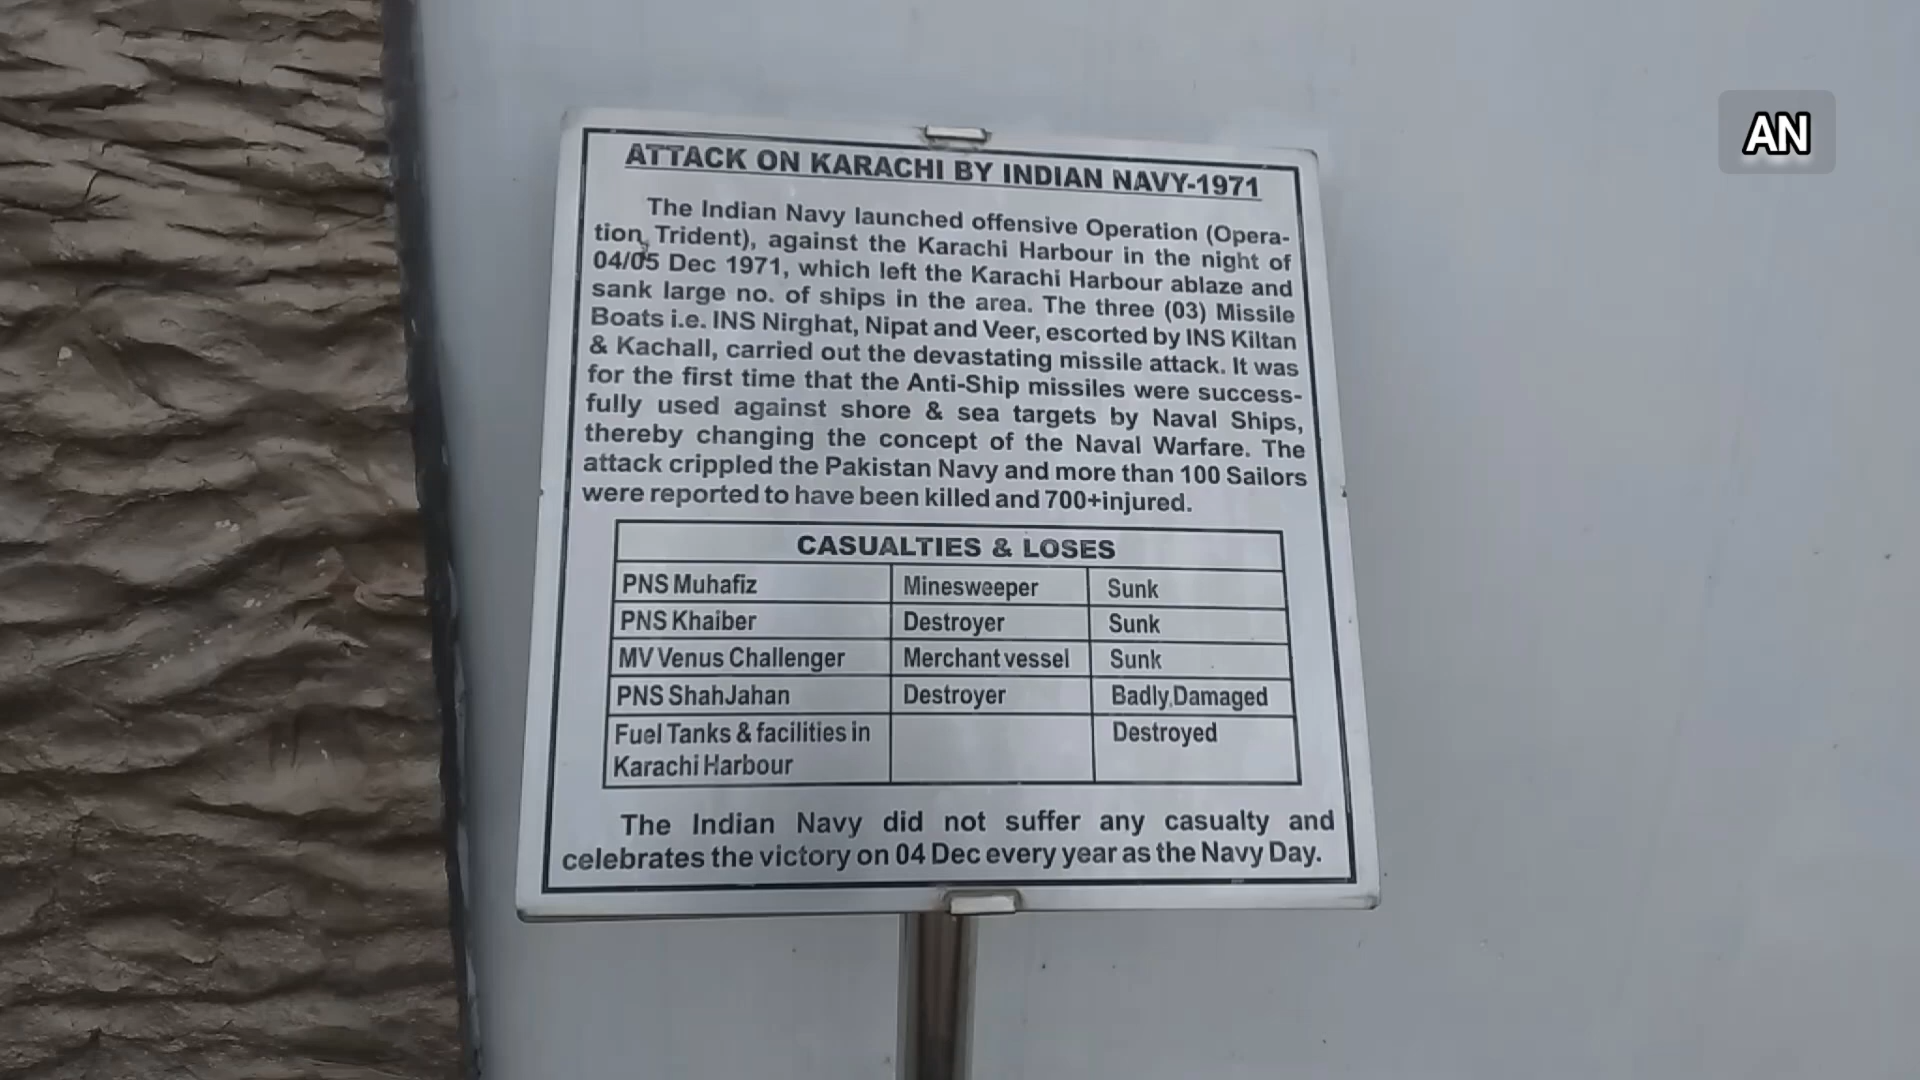 AN
ATTACK ON KARACHI BY INDIAN NAVY-1971
The Indian Navy launched offensive Operation (Opera-
tion Trident), against the Karachi Harbour in the night of
04/05 Dec 1971, which left the Karachi Harbour ablaze and
sank large no. of ships in the area. The three (03) Missile
Boats i.e. INS Nirghat, Nipat and Veer, escorted by INS Kiltan
& Kachall, carried out the devastating missile attack. It was
for the first time that the Anti-Ship missiles were success-
fully used against shore & sea targets by Naval Ships,
thereby changing the concept of the Naval Warfare. The
attack crippled the Pakistan Navy and more than 100 Sailors
were reported to have been killed and 700+injured.
CASUALTIES & LOSES
PNS Muhafiz Minesweeper Sunk
PNS Khaiber Destroyer Sunk
MV Venus Challenger Merchant vessel Sunk
PNS ShahJahan Destroyer Badly Damaged
Fuel Tanks & facilities in Destroyed
Karachi Harbour
The Indian Navy did not suffer any casualty and
celebrates the victory on 04 Dec every year as the Navy Day.